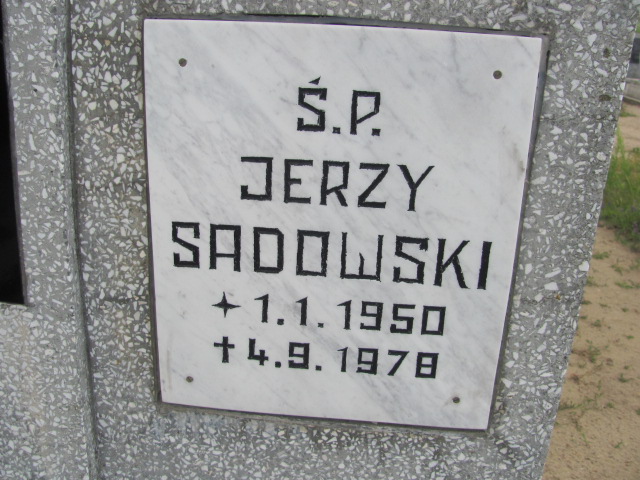 Ś.P.
JERZY
SADOWSKI
✦ 1.1.1950
✝ 4.9.1978